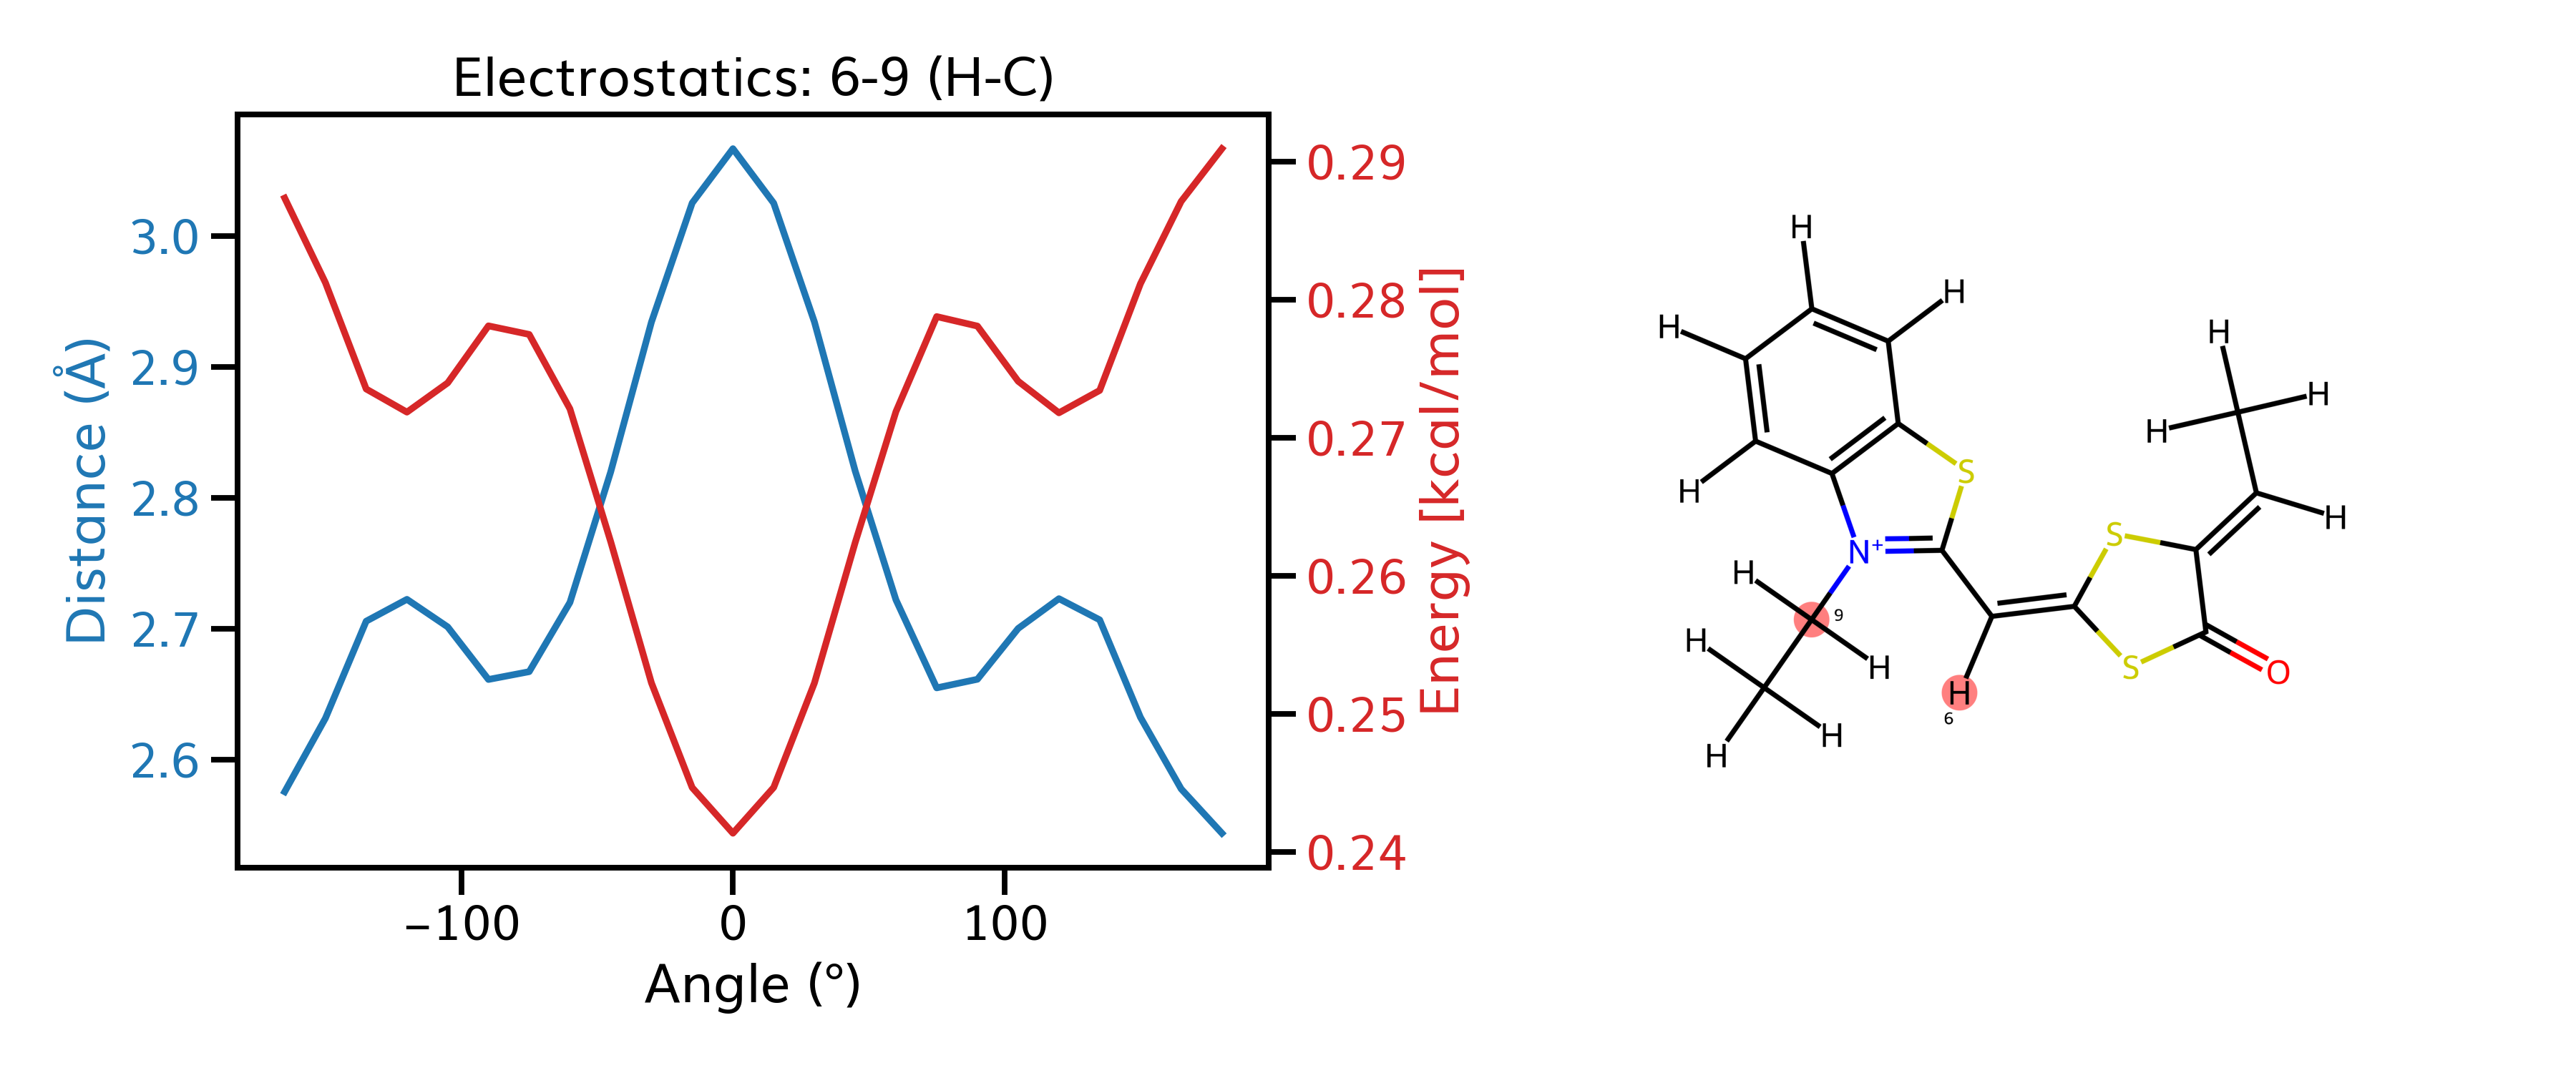 Electrostatics: 6-9 (H-C)
Distance (Å)
3.0
2.9
2.8
2.7
2.6
−100
0
100
Angle (°)
0.29
0.28
0.27
0.26
0.25
0.24
Energy [kcal/mol]
H
H
H
H
H
H
H
S
H
S
H
N+
H
9
H
H
S
O
H
6
H
H